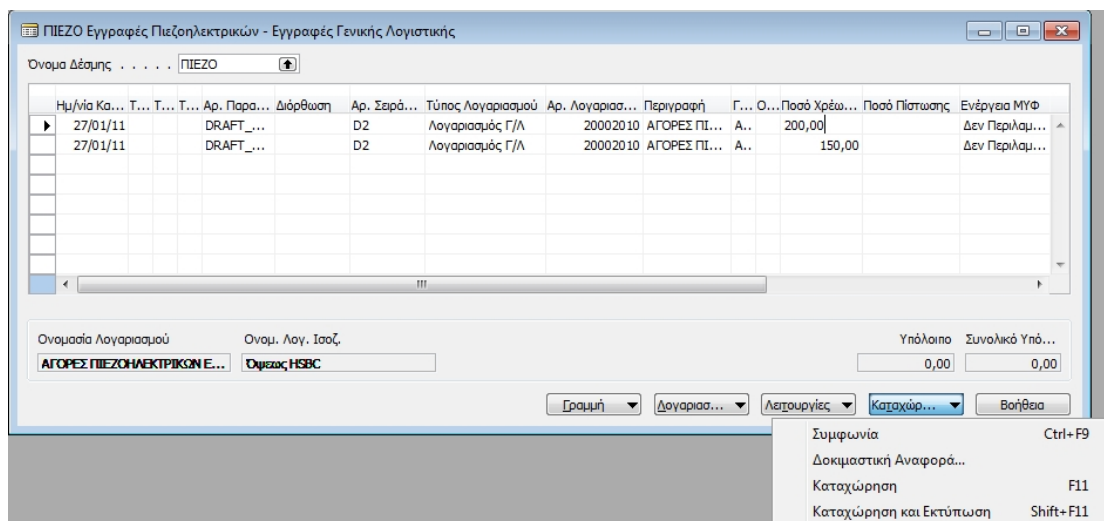 ΠΙΕΖΟ Εγγραφές Πιεζοηλεκτρικών - Εγγραφές Γενικής Λογιστικής
Όνομα Δέσμης . . . . . ΠΙΕΖΟ
Ημ/νία Κα... Τ... Τ... Τ... Αρ. Παρα... Διόρθωση Αρ. Σειρά... Τύπος Λογαριασμού Αρ. Λογαριασ... Περιγραφή Γ... Ο... Ποσό Χρέω... Ποσό Πίστωσης Ενέργεια ΜΥΦ
27/01/11 DRAFT_... D2 Λογαριασμός Γ/Λ 20002010 ΑΓΟΡΕΣ ΠΙ... Α.. 200,00 Δεν Περιλαμ...
27/01/11 DRAFT_... D2 Λογαριασμός Γ/Λ 20002010 ΑΓΟΡΕΣ ΠΙ... Α.. 150,00 Δεν Περιλαμ...
Ονομασία Λογαριασμού Ονομ. Λογ. Ισοζ. Υπόλοιπο Συνολικό Υπό...
ΑΓΟΡΕΣ ΠΙΕΖΟΗΛΕΚΤΡΙΚΩΝ Ε... Όψεως HSBC 0,00 0,00
Γραμμή Λογαριασ... Λειτουργίες Καταχώρ... Βοήθεια
Συμφωνία Ctrl+F9
Δοκιμαστική Αναφορά...
Καταχώρηση F11
Καταχώρηση και Εκτύπωση Shift+F11